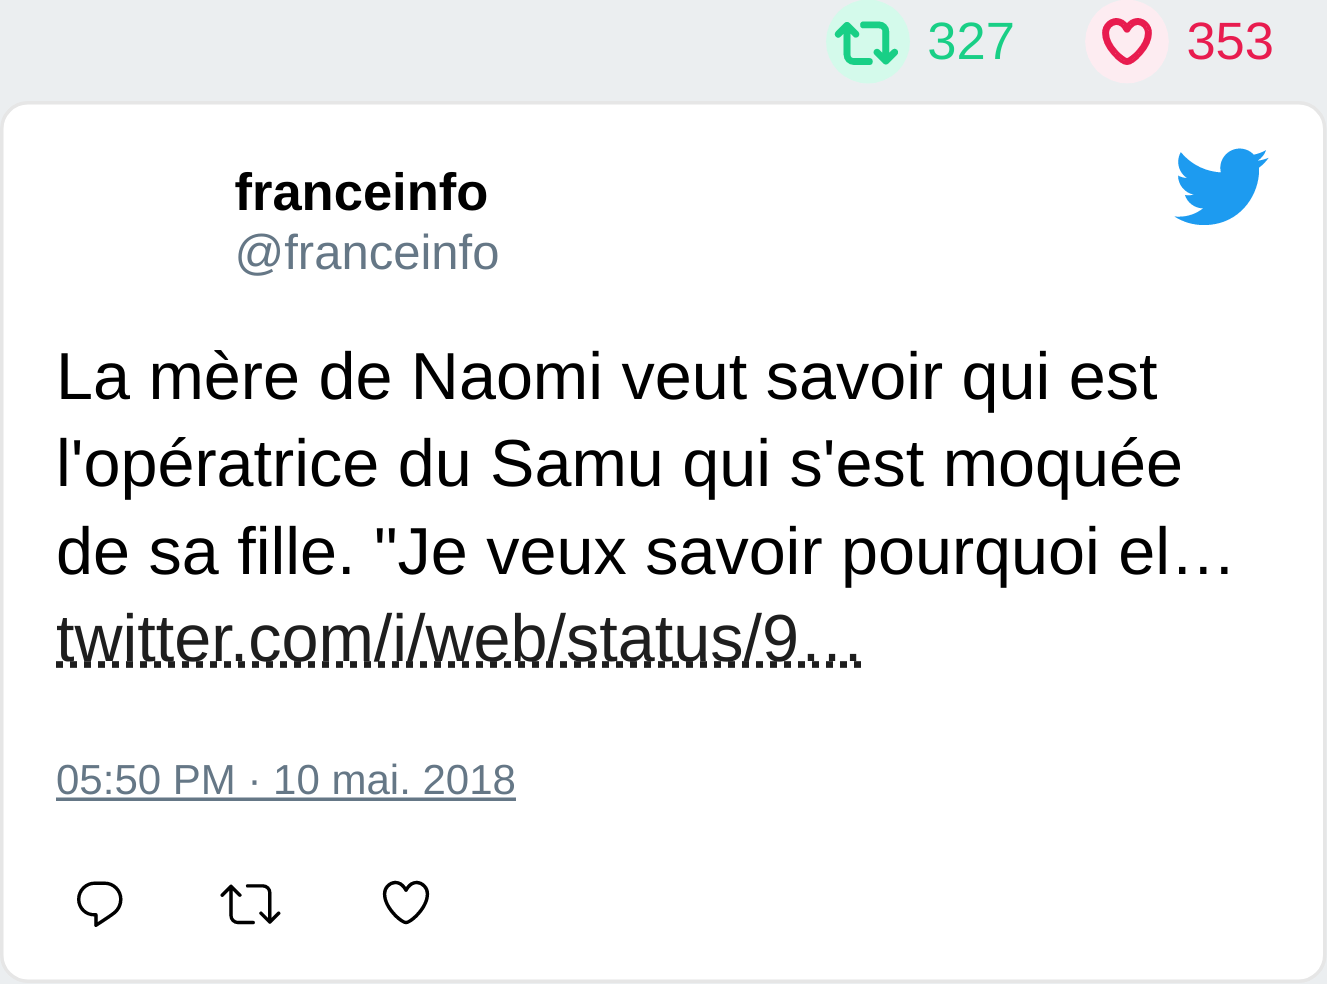 327 353
franceinfo
@franceinfo
La mère de Naomi veut savoir qui est
l'opératrice du Samu qui s'est moquée
de sa fille. "Je veux savoir pourquoi el…
twitter.com/i/web/status/9…
05:50 PM · 10 mai. 2018